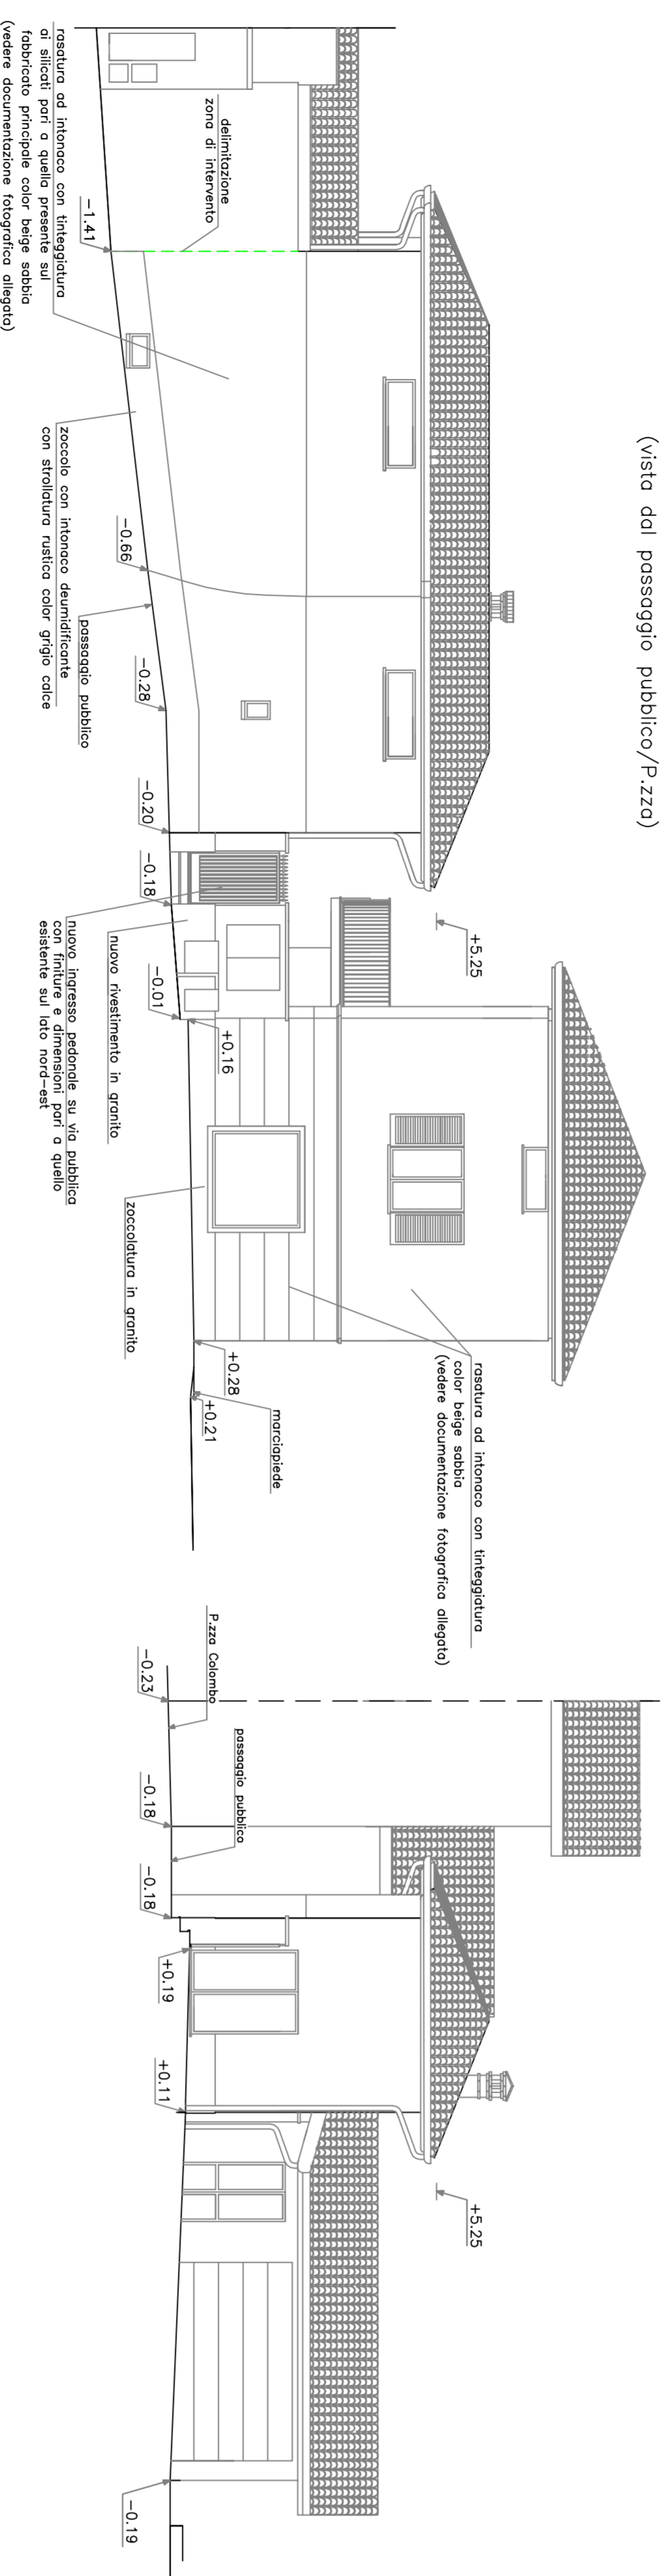 (vista dal passaggio pubblico/P.zza)
delimitazione
zona di intervento
−1.41
rasatura ad intonaco con tinteggiatura
ai silicati pari a quella presente sul
fabbricato principale color beige sabbia
(vedere documentazione fotografica allegata)
−0.66
zoccolo con intonaco deumidificante
con strollatura rustica color grigio calce
passaggio pubblico
−0.28
−0.20
−0.18
+5.25
−0.01
+0.16
nuovo rivestimento in granito
nuovo ingresso pedonale su via pubblica
con finiture e dimensioni pari a quello
esistente sul lato nord−est
zoccolatura in granito
+0.28
+0.21
marciapiede
rasatura ad intonaco con tinteggiatura
color beige sabbia
(vedere documentazione fotografica allegata)
P.zza Colombo
−0.23
passaggio pubblico
−0.18
−0.18
+0.19
+0.11
+5.25
−0.19